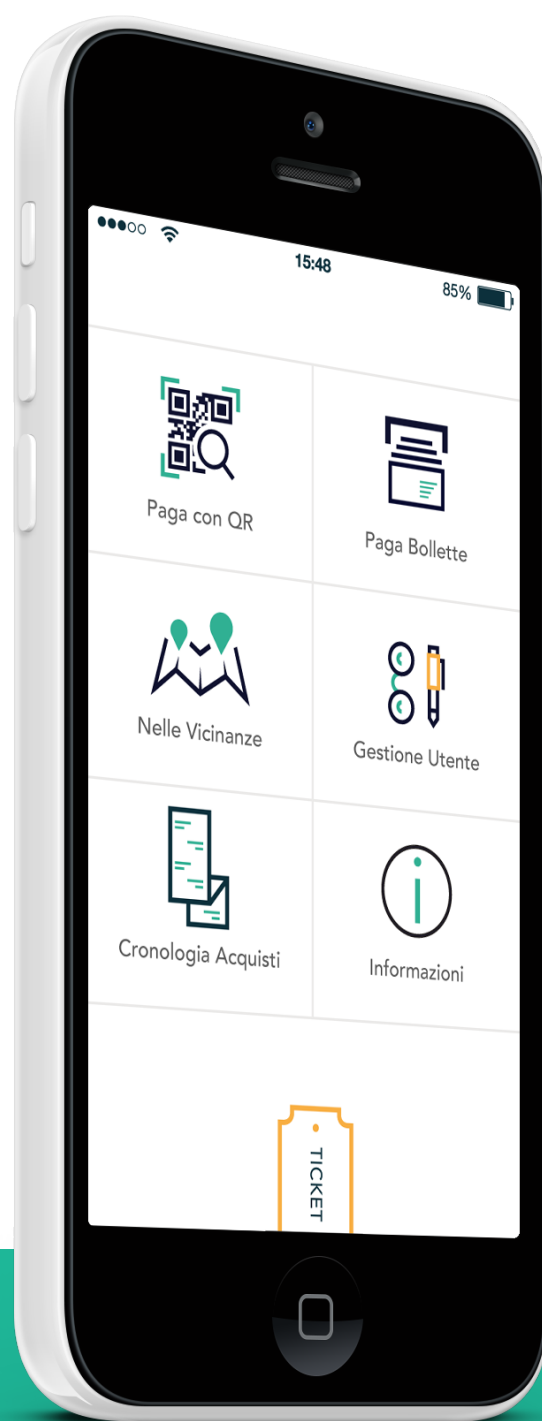 15:48
85%
Paga con QR
Paga Bollette
Nelle Vicinanze
Gestione Utente
Cronologia Acquisti
Informazioni
TICKET